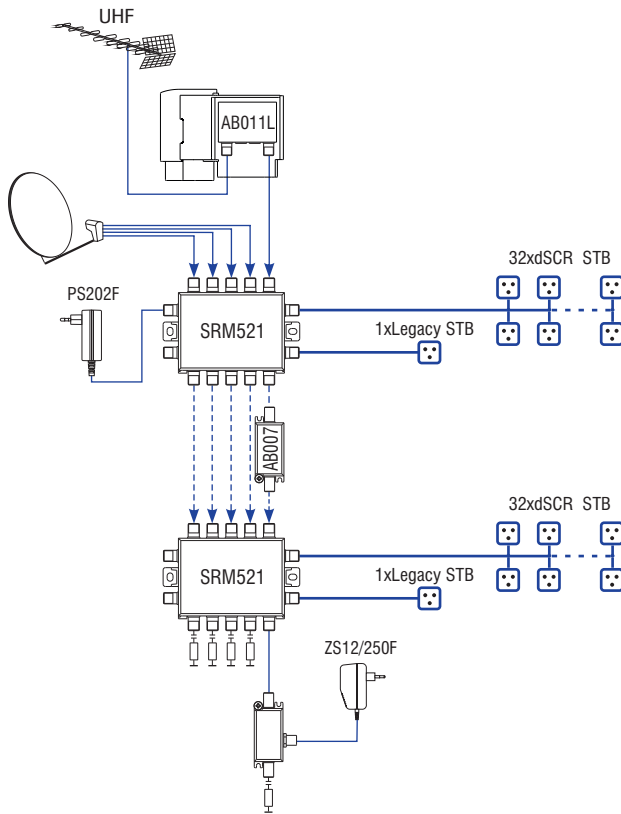 UHF
AB011L
32xdSCR STB
PS202F
SRM521
1xLegacy STB
AB007
32xdSCR STB
SRM521
1xLegacy STB
ZS12/250F